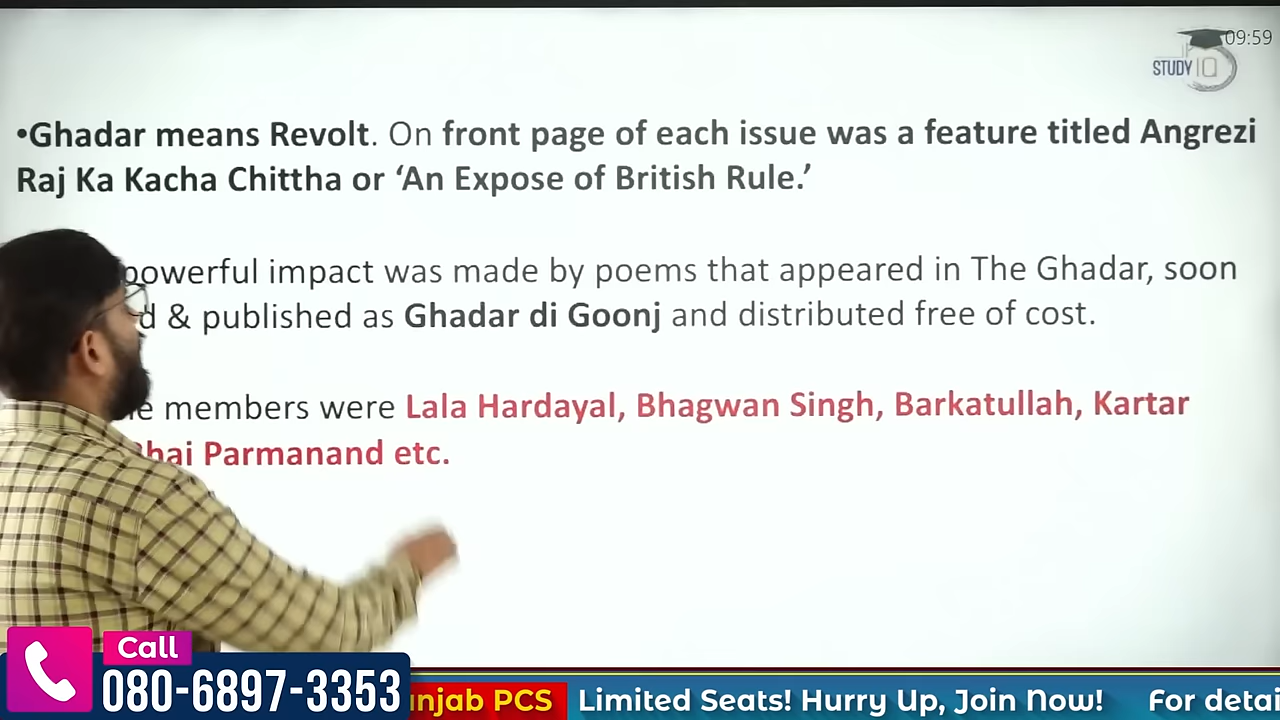 09:59
STUDY IQ
•Ghadar means Revolt. On front page of each issue was a feature titled Angrezi
Raj Ka Kacha Chittha or ‘An Expose of British Rule.’
powerful impact was made by poems that appeared in The Ghadar, soon
& published as Ghadar di Goonj and distributed free of cost.
members were Lala Hardayal, Bhagwan Singh, Barkatullah, Kartar
Bhai Parmanand etc.
Call
080-6897-3353
PCS Limited Seats! Hurry Up, Join Now! For